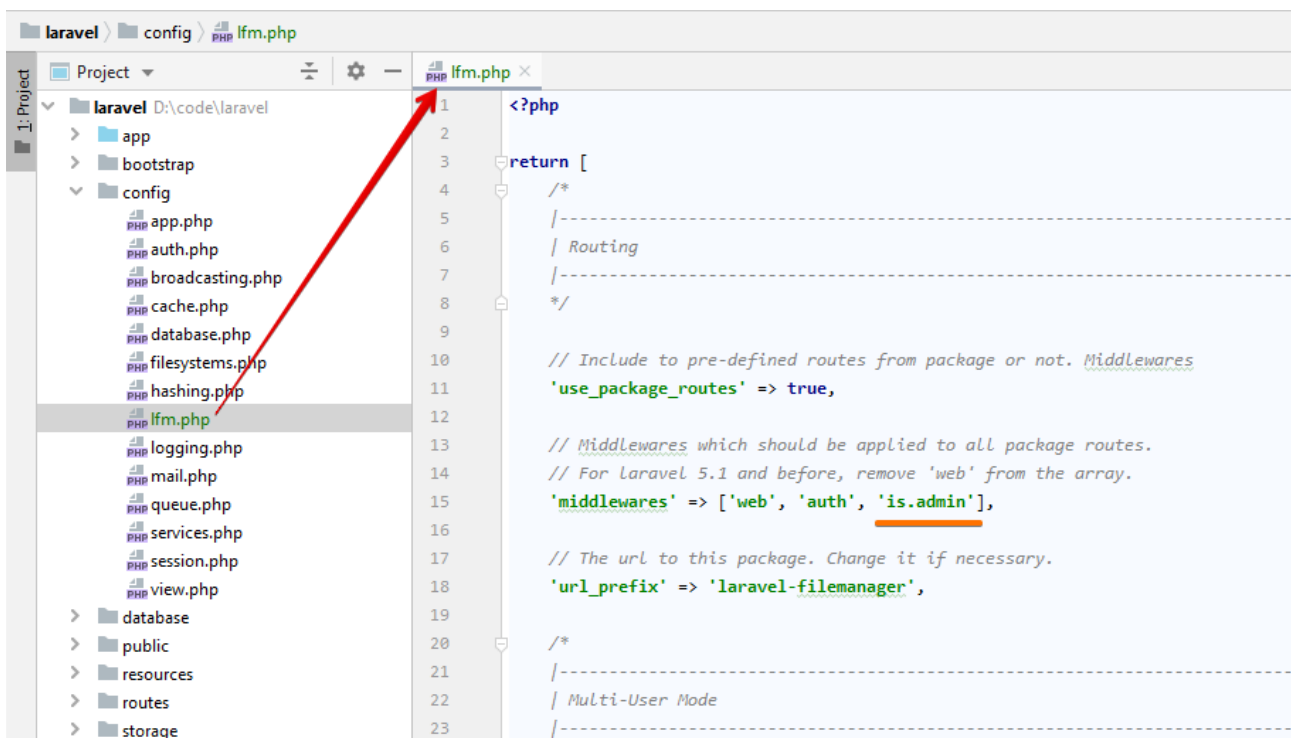 laravel config lfm.php
1: Project
Project
lfm.php
laravel D:\code\laravel
app
bootstrap
config
app.php
auth.php
broadcasting.php
cache.php
database.php
filesystems.php
hashing.php
lfm.php
logging.php
mail.php
queue.php
services.php
session.php
view.php
database
public
resources
routes
storage
1 <?php
2
3 return [
4 /*
5 |--------------------------------------------------------------------------
6 | Routing
7 |--------------------------------------------------------------------------
8 */
9
10 // Include to pre-defined routes from package or not. Middlewares
11 'use_package_routes' => true,
12
13 // Middlewares which should be applied to all package routes.
14 // For laravel 5.1 and before, remove 'web' from the array.
15 'middlewares' => ['web', 'auth', 'is.admin'],
16
17 // The url to this package. Change it if necessary.
18 'url_prefix' => 'laravel-filemanager',
19
20 /*
21 |--------------------------------------------------------------------------
22 | Multi-User Mode
23 |--------------------------------------------------------------------------